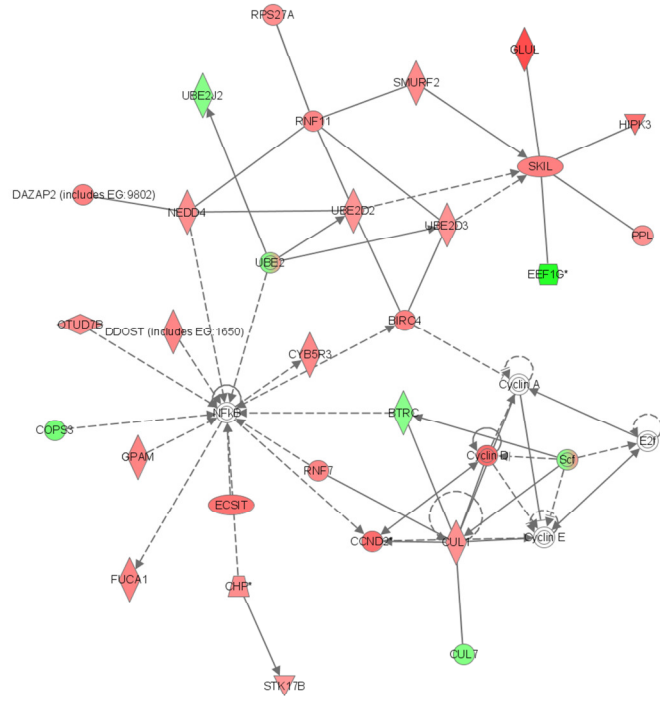 RPS27A
GLUL
SMURF2
UBE2J2
RNF11
HIPK3
SKIL
DAZAP2 (includes EG:9802)
NEDD4
UBE2D2
UBE2D3
PPL
UBE2
EEF1G*
OTUD7B
DDOST (includes EG:1650)
BIRC4
CYB5R3
Cyclin A
NFkB
BTRC
COPS3
E2f
GPAM
Cyclin D
Scf
RNF7
ECSIT
CCND2*
CUL1
Cyclin E
FUCA1
CHP*
CUL7
STK17B